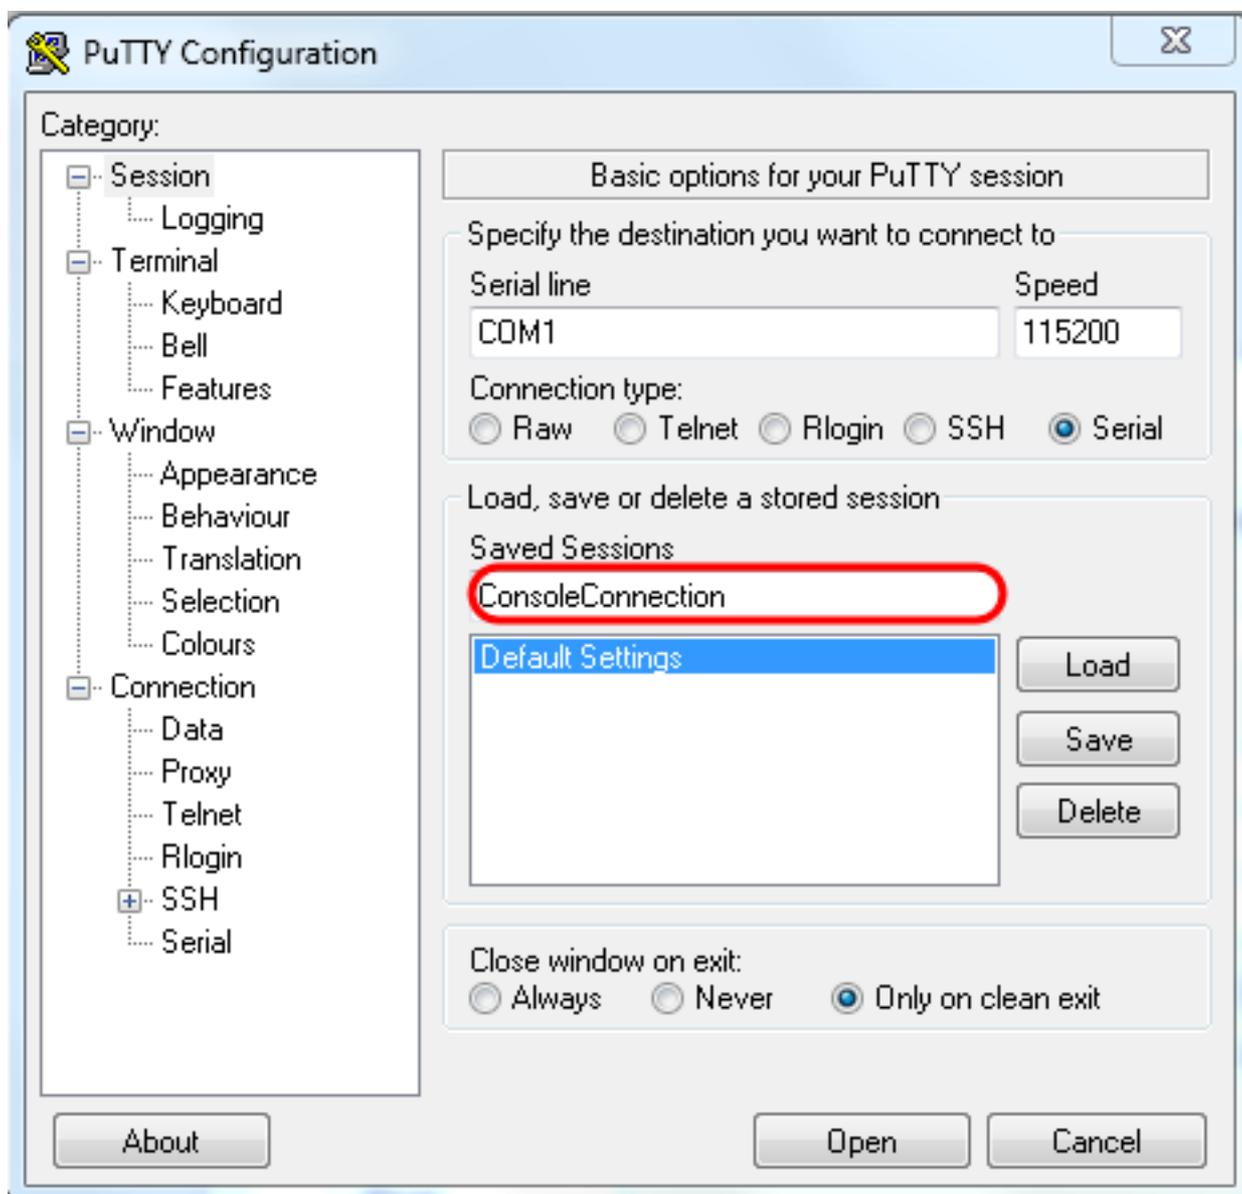 PuTTY Configuration
Category:
Session
Logging
Terminal
Keyboard
Bell
Features
Window
Appearance
Behaviour
Translation
Selection
Colours
Connection
Data
Proxy
Telnet
Rlogin
SSH
Serial
Basic options for your PuTTY session
Specify the destination you want to connect to
Serial line Speed
COM1 115200
Connection type:
Raw Telnet Rlogin SSH Serial
Load, save or delete a stored session
Saved Sessions
ConsoleConnection
Default Settings
Load
Save
Delete
Close window on exit:
Always Never Only on clean exit
About Open Cancel